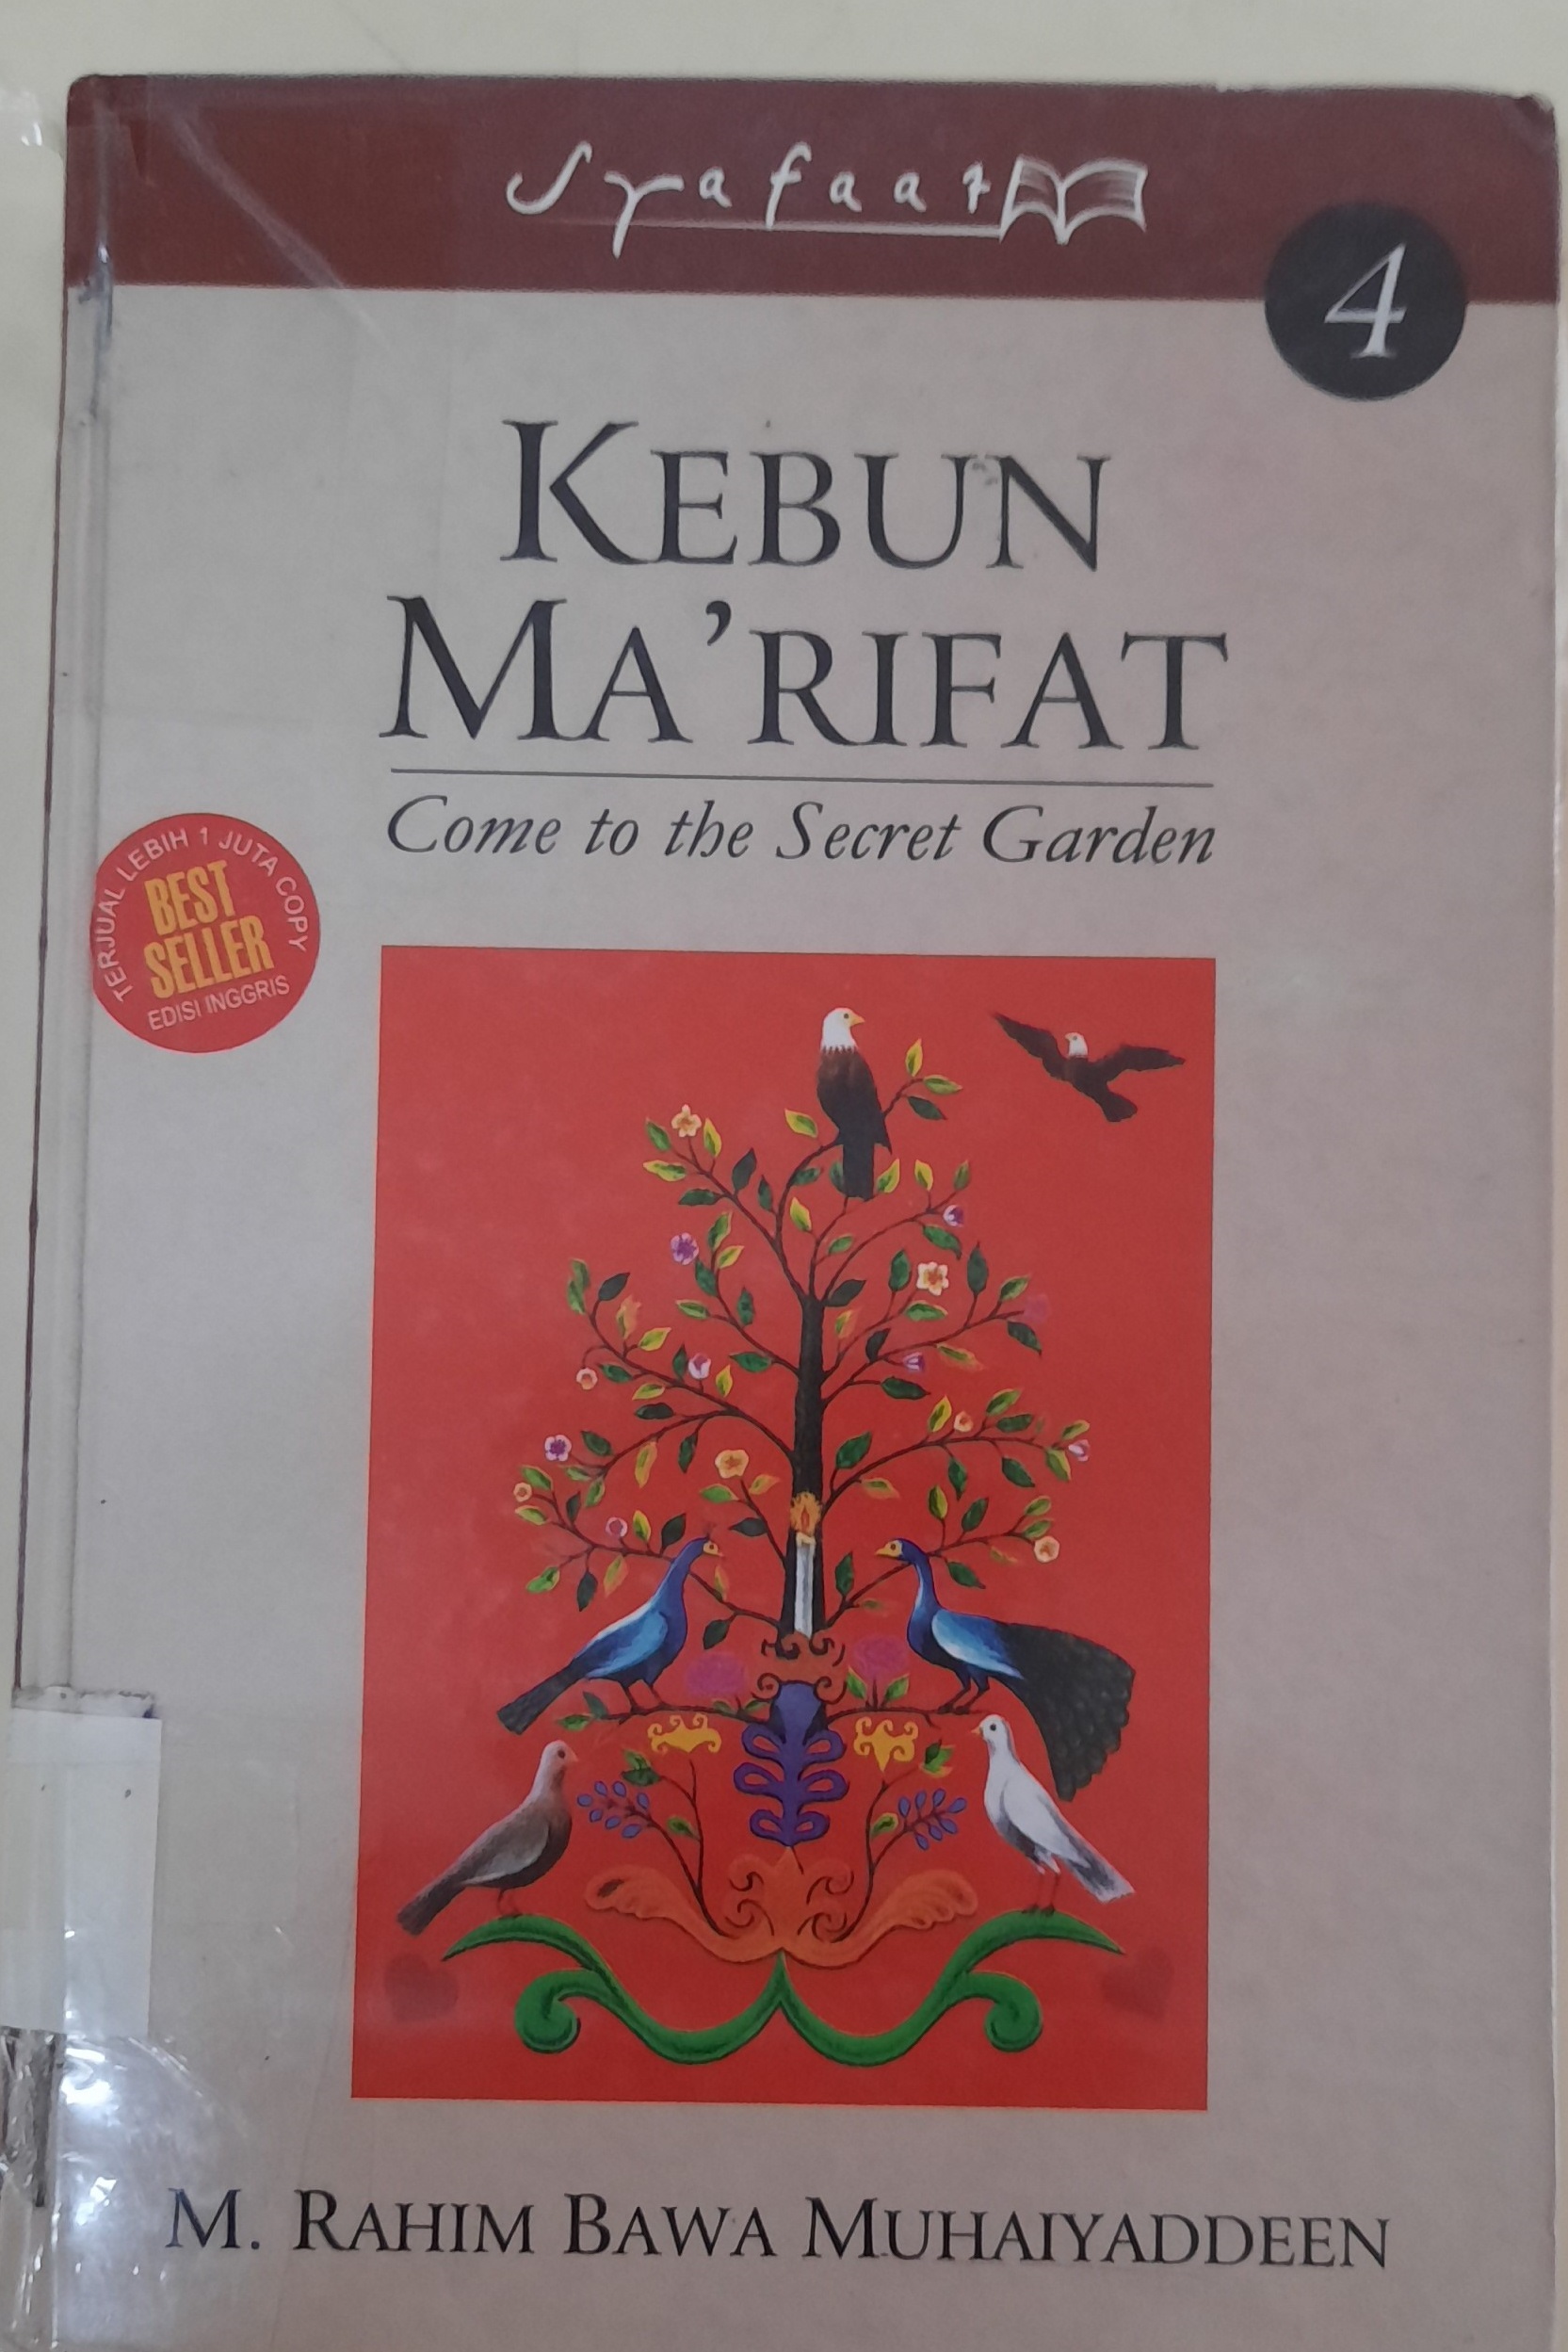 Syafaat
4
KEBUN
MA'RIFAT
Come to the Secret Garden
TERJUAL LEBIH 1 JUTA COPY
BEST
SELLER
EDISI INGGRIS
M. RAHIM BAWA MUHAIYADDEEN